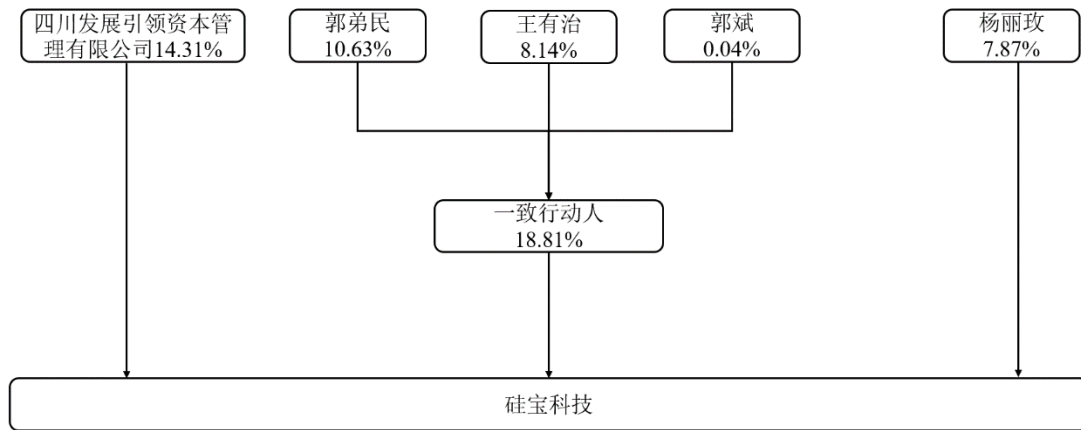 四川发展引领资本管
理有限公司14.31%
郭弟民
10.63%
王有治
8.14%
郭斌
0.04%
杨丽玫
7.87%
一致行动人
18.81%
硅宝科技